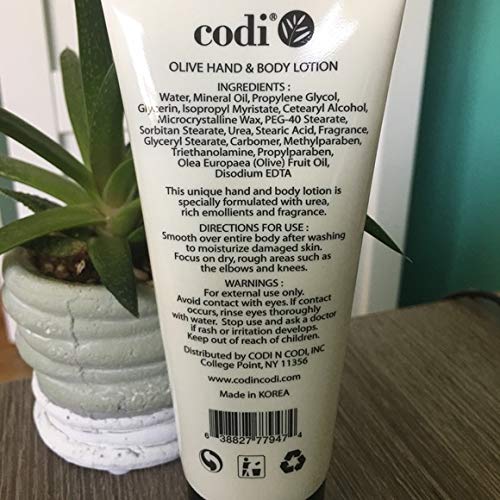 codi®
OLIVE HAND & BODY LOTION
INGREDIENTS :
Water, Mineral Oil, Propylene Glycol,
Glycerin, Isopropyl Myristate, Cetearyl Alcohol,
Microcrystalline Wax, PEG-40 Stearate,
Sorbitan Stearate, Urea, Stearic Acid, Fragrance,
Glyceryl Stearate, Carbomer, Methylparaben,
Triethanolamine, Propylparaben,
Olea Europaea (Olive) Fruit Oil,
Disodium EDTA
This unique hand and body lotion is
specially formulated with urea,
rich emollients and fragrance.
DIRECTIONS FOR USE :
Smooth over entire body after washing
to moisturize damaged skin.
Focus on dry, rough areas such as
the elbows and knees.
WARNINGS :
For external use only.
Avoid contact with eyes. If contact
occurs, rinse eyes thoroughly
with water. Stop use and ask a doctor
if rash or irritation develops.
Keep out of reach of children.
Distributed by CODI N CODI, INC
College Point, NY 11356
www.codincodi.com
Made in KOREA
6 38827 77947 4